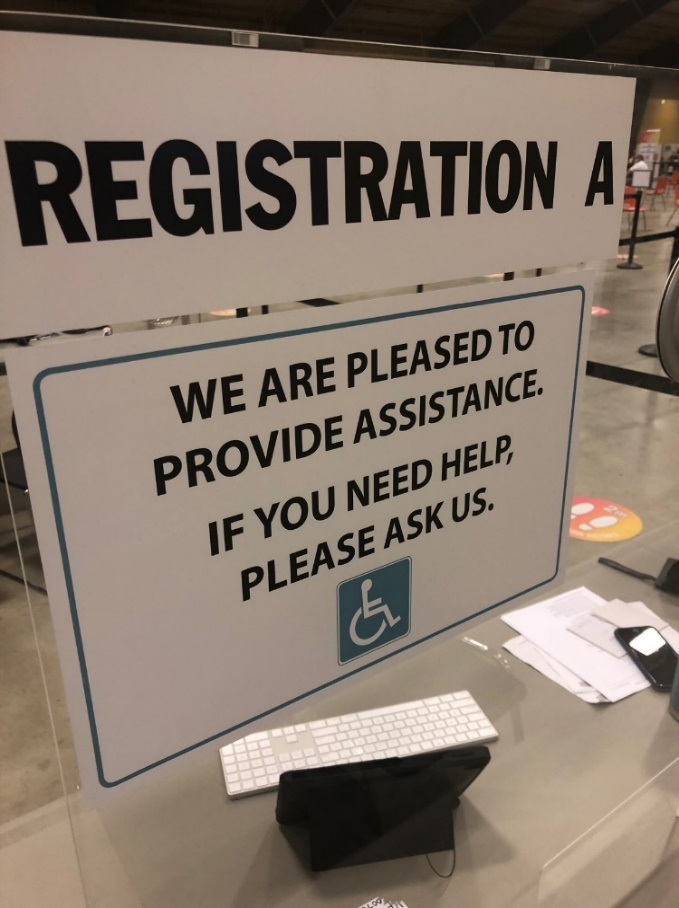 REGISTRATION A
WE ARE PLEASED TO
PROVIDE ASSISTANCE.
IF YOU NEED HELP,
PLEASE ASK US.